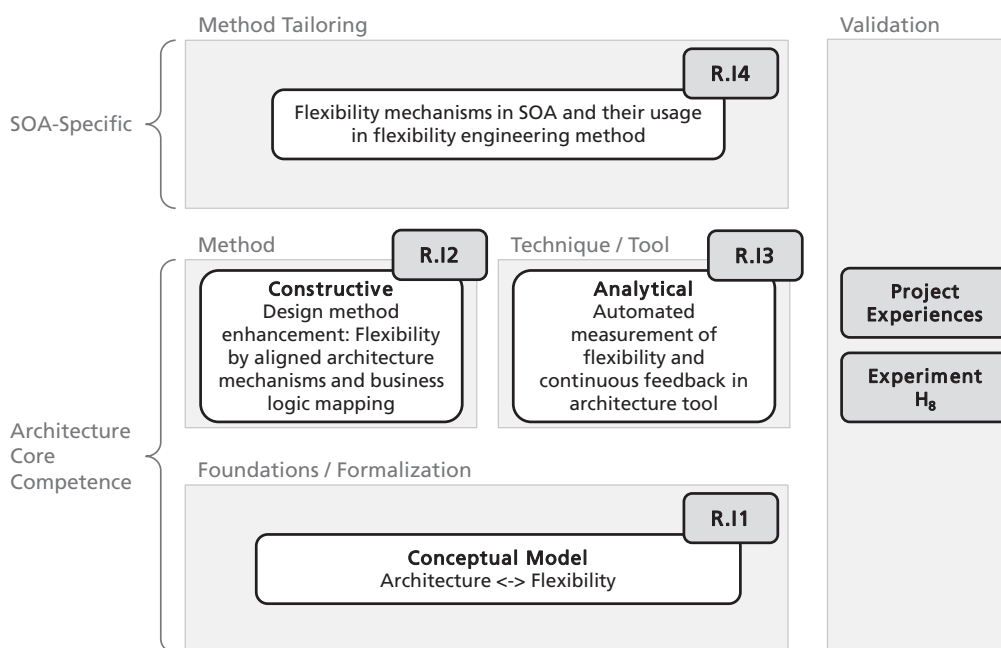 Method Tailoring
Validation
SOA-Specific
R.I4
Flexibility mechanisms in SOA and their usage
in flexibility engineering method
Method
R.I2
Constructive
Design method
enhancement: Flexibility
by aligned architecture
mechanisms and business
logic mapping
Technique / Tool
R.I3
Analytical
Automated
measurement of
flexibility and
continuous feedback in
architecture tool
Project
Experiences
Experiment
H₈
Architecture
Core
Competence
Foundations / Formalization
R.I1
Conceptual Model
Architecture <-> Flexibility